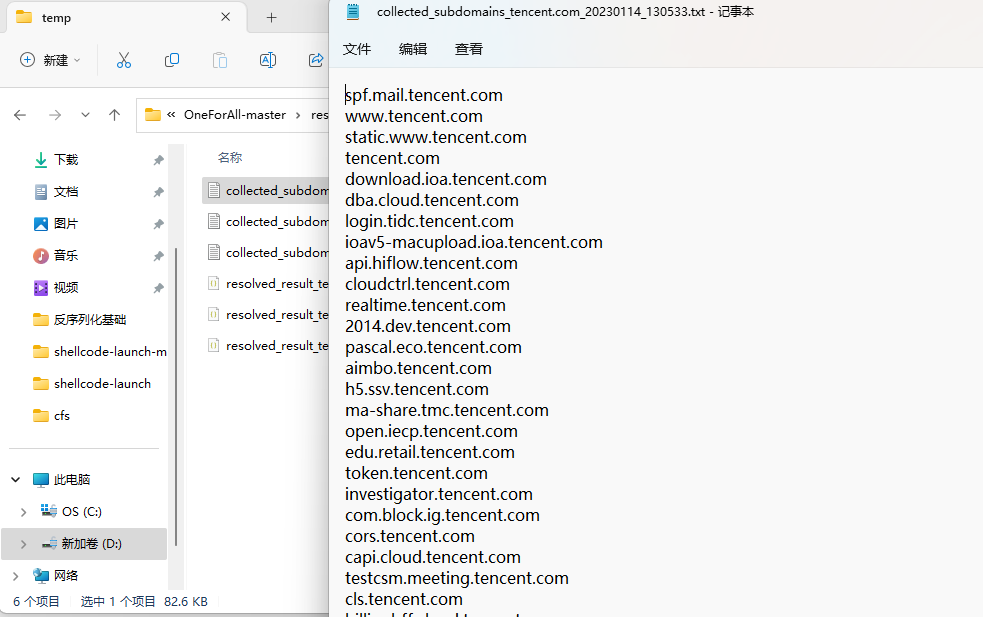 temp
新建
« OneForAll-master › res
下载
文档
图片
音乐
视频
反序列化基础
shellcode-launch-m
shellcode-launch
cfs
此电脑
OS (C:)
新加卷 (D:)
网络
6 个项目 选中 1 个项目 82.6 KB
名称
collected_subdom
collected_subdom
collected_subdom
resolved_result_te
resolved_result_te
resolved_result_te
collected_subdomains_tencent.com_20230114_130533.txt - 记事本
文件 编辑 查看
spf.mail.tencent.com
www.tencent.com
static.www.tencent.com
tencent.com
download.ioa.tencent.com
dba.cloud.tencent.com
login.tidc.tencent.com
ioav5-macupload.ioa.tencent.com
api.hiflow.tencent.com
cloudctrl.tencent.com
realtime.tencent.com
2014.dev.tencent.com
pascal.eco.tencent.com
aimbo.tencent.com
h5.ssv.tencent.com
ma-share.tmc.tencent.com
open.iecp.tencent.com
edu.retail.tencent.com
token.tencent.com
investigator.tencent.com
com.block.ig.tencent.com
cors.tencent.com
capi.cloud.tencent.com
testcsm.meeting.tencent.com
cls.tencent.com